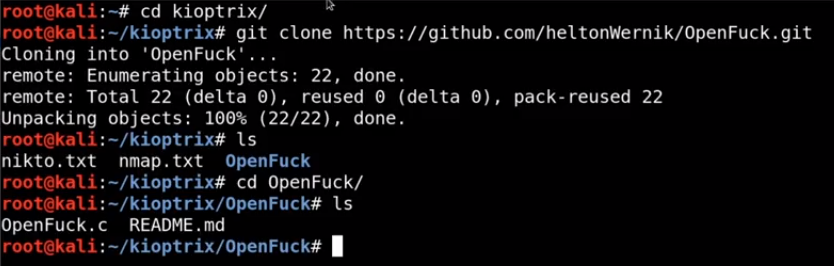 root@kali:~# cd kioptrix/
root@kali:~/kioptrix# git clone https://github.com/heltonWernik/OpenFuck.git
Cloning into 'OpenFuck'...
remote: Enumerating objects: 22, done.
remote: Total 22 (delta 0), reused 0 (delta 0), pack-reused 22
Unpacking objects: 100% (22/22), done.
root@kali:~/kioptrix# ls
nikto.txt  nmap.txt  OpenFuck
root@kali:~/kioptrix# cd OpenFuck/
root@kali:~/kioptrix/OpenFuck# ls
OpenFuck.c  README.md
root@kali:~/kioptrix/OpenFuck#